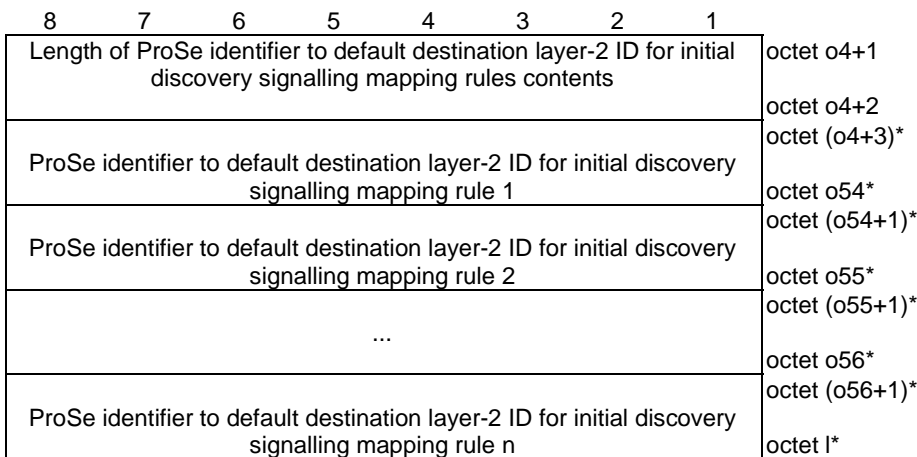 8 7 6 5 4 3 2 1
Length of ProSe identifier to default destination layer-2 ID for initial
discovery signalling mapping rules contents
octet o4+1
octet o4+2
ProSe identifier to default destination layer-2 ID for initial discovery
signalling mapping rule 1
octet (o4+3)*
octet o54*
ProSe identifier to default destination layer-2 ID for initial discovery
signalling mapping rule 2
octet (o54+1)*
octet o55*
...
octet (o55+1)*
octet o56*
ProSe identifier to default destination layer-2 ID for initial discovery
signalling mapping rule n
octet (o56+1)*
octet l*